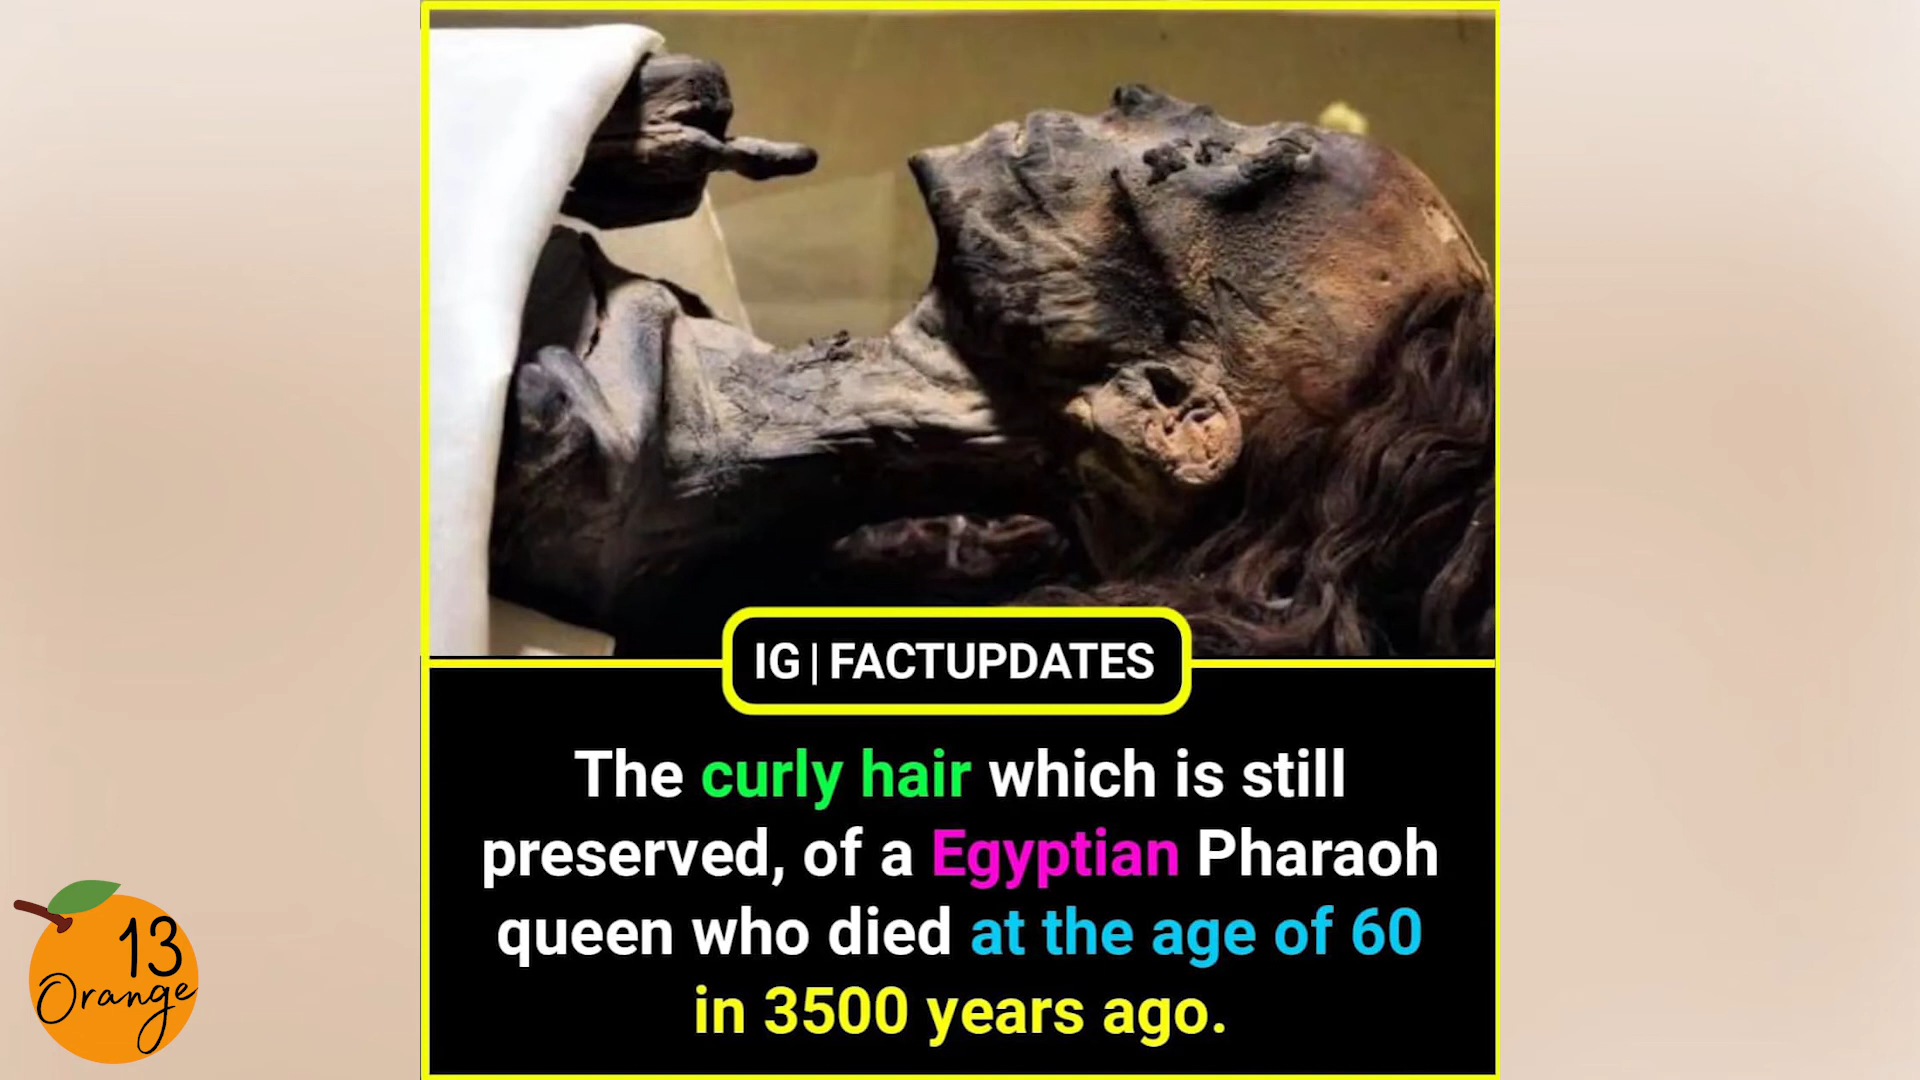 IG|FACTUPDATES
The curly hair which is still
preserved, of a Egyptian Pharaoh
queen who died at the age of 60
in 3500 years ago.
13
Orange